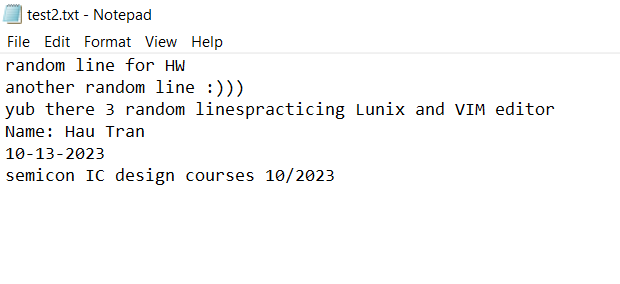 test2.txt - Notepad
File Edit Format View Help
random line for HW
another random line :)))
yub there 3 random linespracticing Lunix and VIM editor
Name: Hau Tran
10-13-2023
semicon IC design courses 10/2023